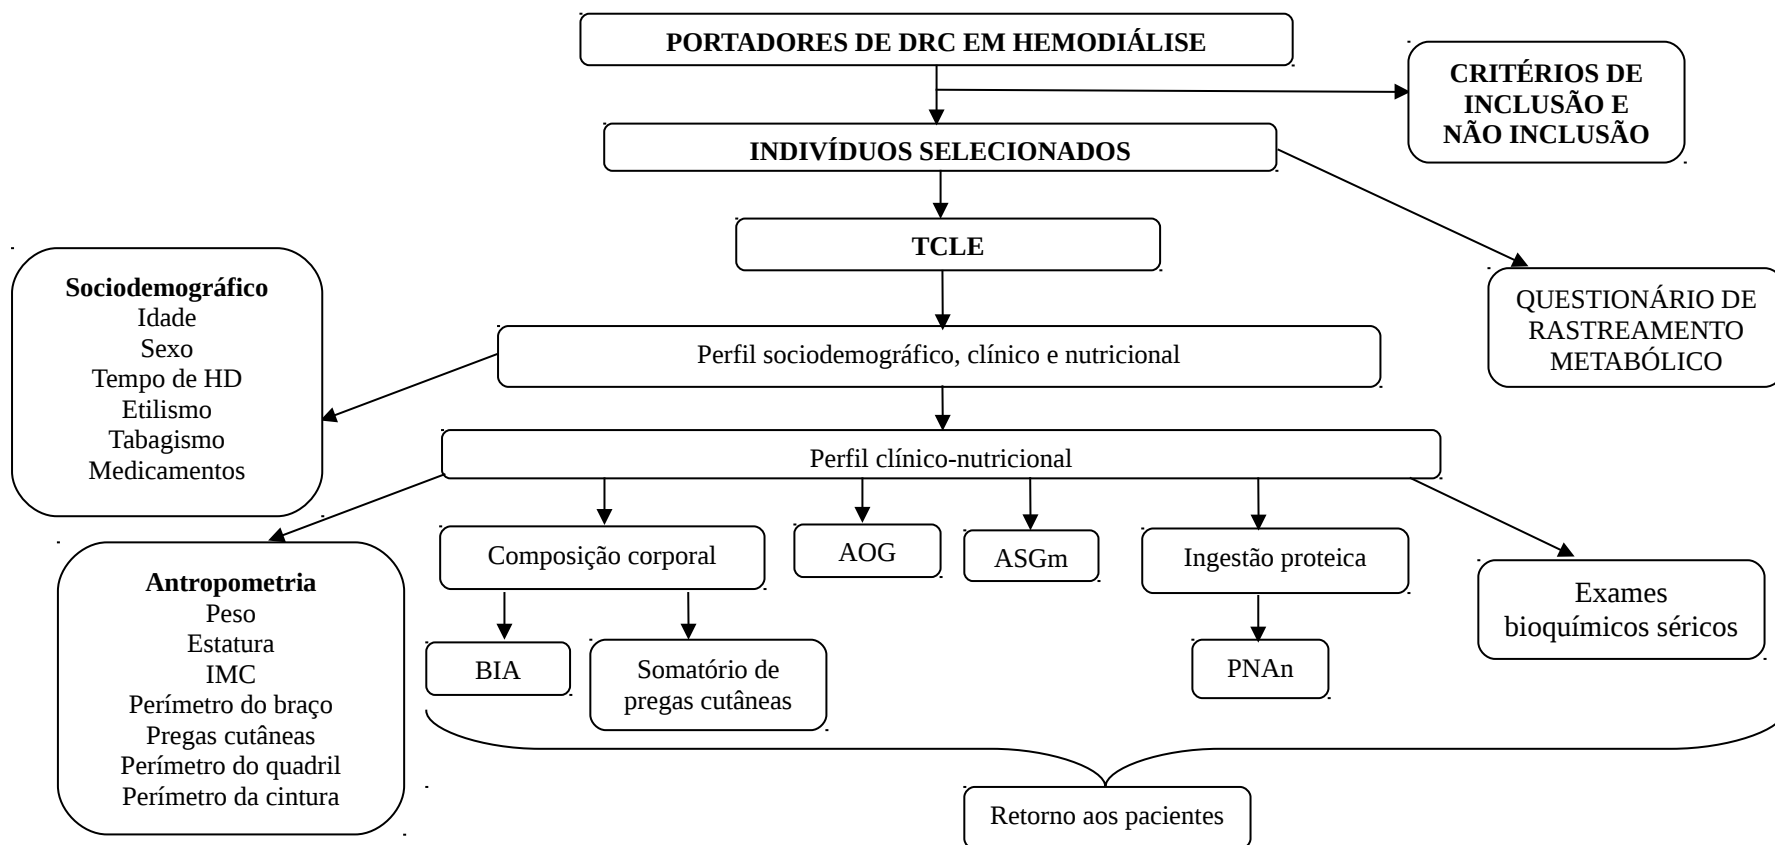 PORTADORES DE DRC EM HEMODIÁLISE
CRITÉRIOS DE
INCLUSÃO E
NÃO INCLUSÃO
INDIVÍDUOS SELECIONADOS
TCLE
QUESTIONÁRIO DE
RASTREAMENTO
METABÓLICO
Sociodemográfico
Idade
Sexo
Tempo de HD
Etilismo
Tabagismo
Medicamentos
Perfil sociodemográfico, clínico e nutricional
Perfil clínico-nutricional
Antropometria
Peso
Estatura
IMC
Perímetro do braço
Pregas cutâneas
Perímetro do quadril
Perímetro da cintura
Composição corporal
AOG
ASGm
Ingestão proteica
Exames
bioquímicos séricos
BIA
Somatório de
pregas cutâneas
PNAn
Retorno aos pacientes